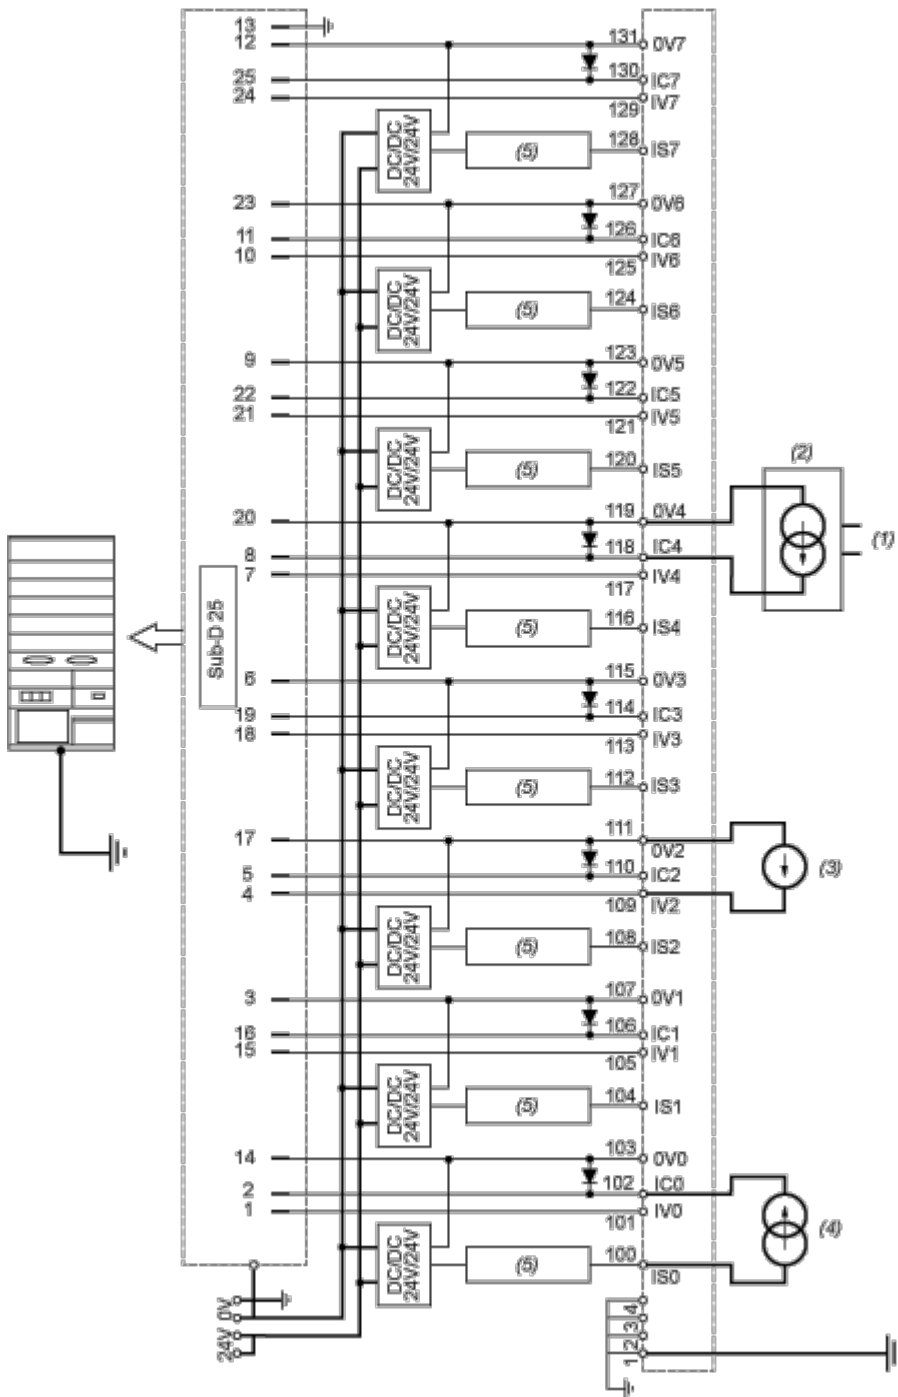 13
12
131 0V7
25
130 IC7
24
IV7
129
DC/DC
24V/24V
(5)
128 IS7
23
127 0V6
11
126 IC6
10
IV6
125
DC/DC
24V/24V
(5)
124 IS6
9
123 0V5
22
122 IC5
21
IV5
121
DC/DC
24V/24V
(5)
120 IS5
(2)
20
119 0V4
(1)
8
118 IC4
7
IV4
117
Sub-D 25
DC/DC
24V/24V
(5)
116 IS4
6
115 0V3
19
114 IC3
18
IV3
113
DC/DC
24V/24V
(5)
112 IS3
17
111 0V2
(3)
5
110 IC2
4
109 IV2
DC/DC
24V/24V
(5)
108 IS2
3
107 0V1
16
106 IC1
15
IV1
105
DC/DC
24V/24V
(5)
104 IS1
14
103 0V0
2
102 IC0
1
IV0
101
(4)
DC/DC
24V/24V
(5)
100 IS0
0V
24V
4
3
2
1